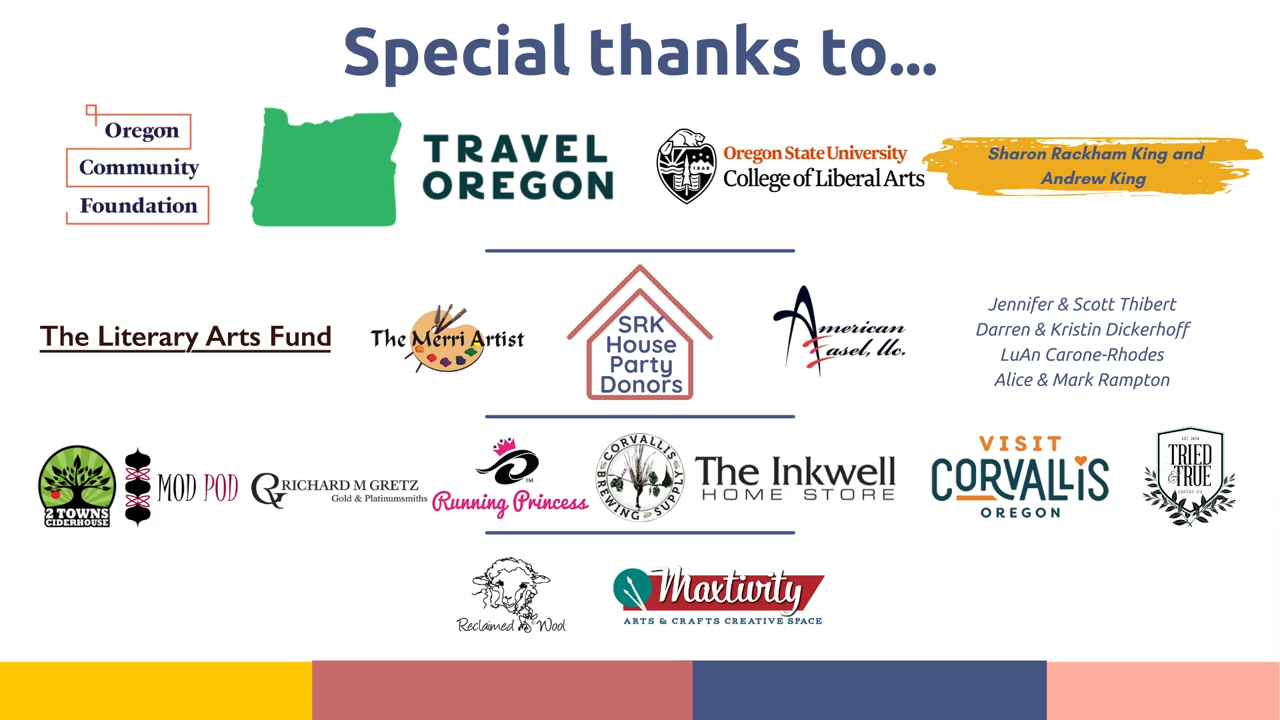 Special thanks to...
Oregon
Community
Foundation
TRAVEL
OREGON
Oregon State University
College of Liberal Arts
Sharon Rackham King and
Andrew King
The Literary Arts Fund
The Merri Artist
SRK
House
Party
Donors
American
Easel, llc.
Jennifer & Scott Thibert
Darren & Kristin Dickerhoff
LuAn Carone-Rhodes
Alice & Mark Rampton
2 TOWNS
CIDERHOUSE
MOD POD
RICHARD M GRETZ
Gold & Platinumsmiths
Running Princess
TM
CORVALLIS
BREWING SUPPLY
The Inkwell
HOME STORE
VISIT
CORVALLIS
OREGON
TRIED
& TRUE
COFFEE CO.
Reclaimed Wool
Maxtivity
ARTS & CRAFTS CREATIVE SPACE